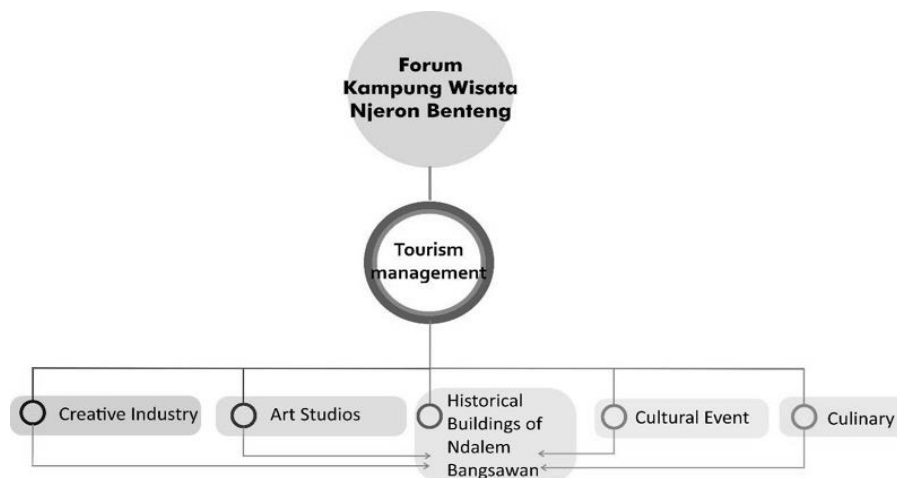 Forum
Kampung Wisata
Njeron Benteng
Tourism
management
Creative Industry
Art Studios
Historical
Buildings of
Ndalem
Bangsawan
Cultural Event
Culinary